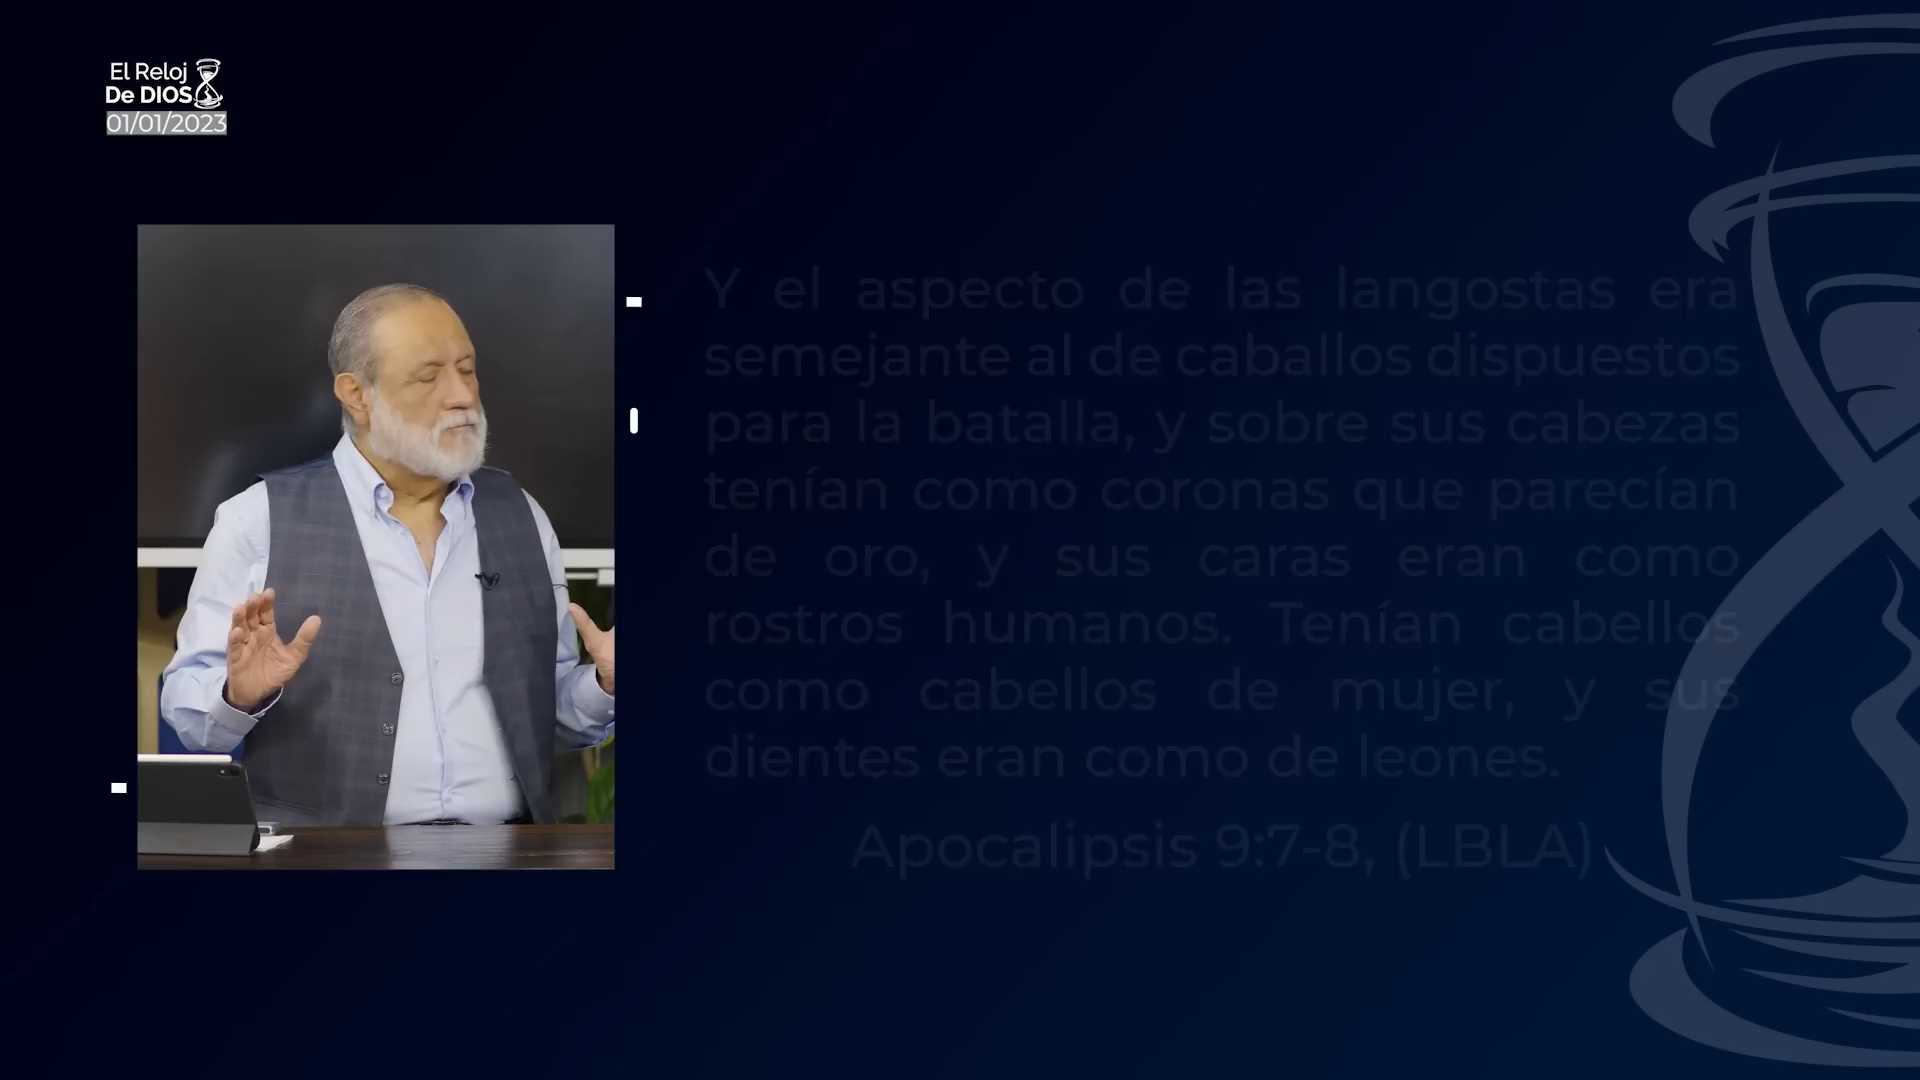 El Reloj
De DIOS
01/01/2023
Y el aspecto de las langostas era
semejante al de caballos dispuestos
para la batalla, y sobre sus cabezas
tenían como coronas que parecían
de oro, y sus caras eran como
rostros humanos. Tenían cabellos
como cabellos de mujer, y sus
dientes eran como de leones.
Apocalipsis 9:7-8, (LBLA)